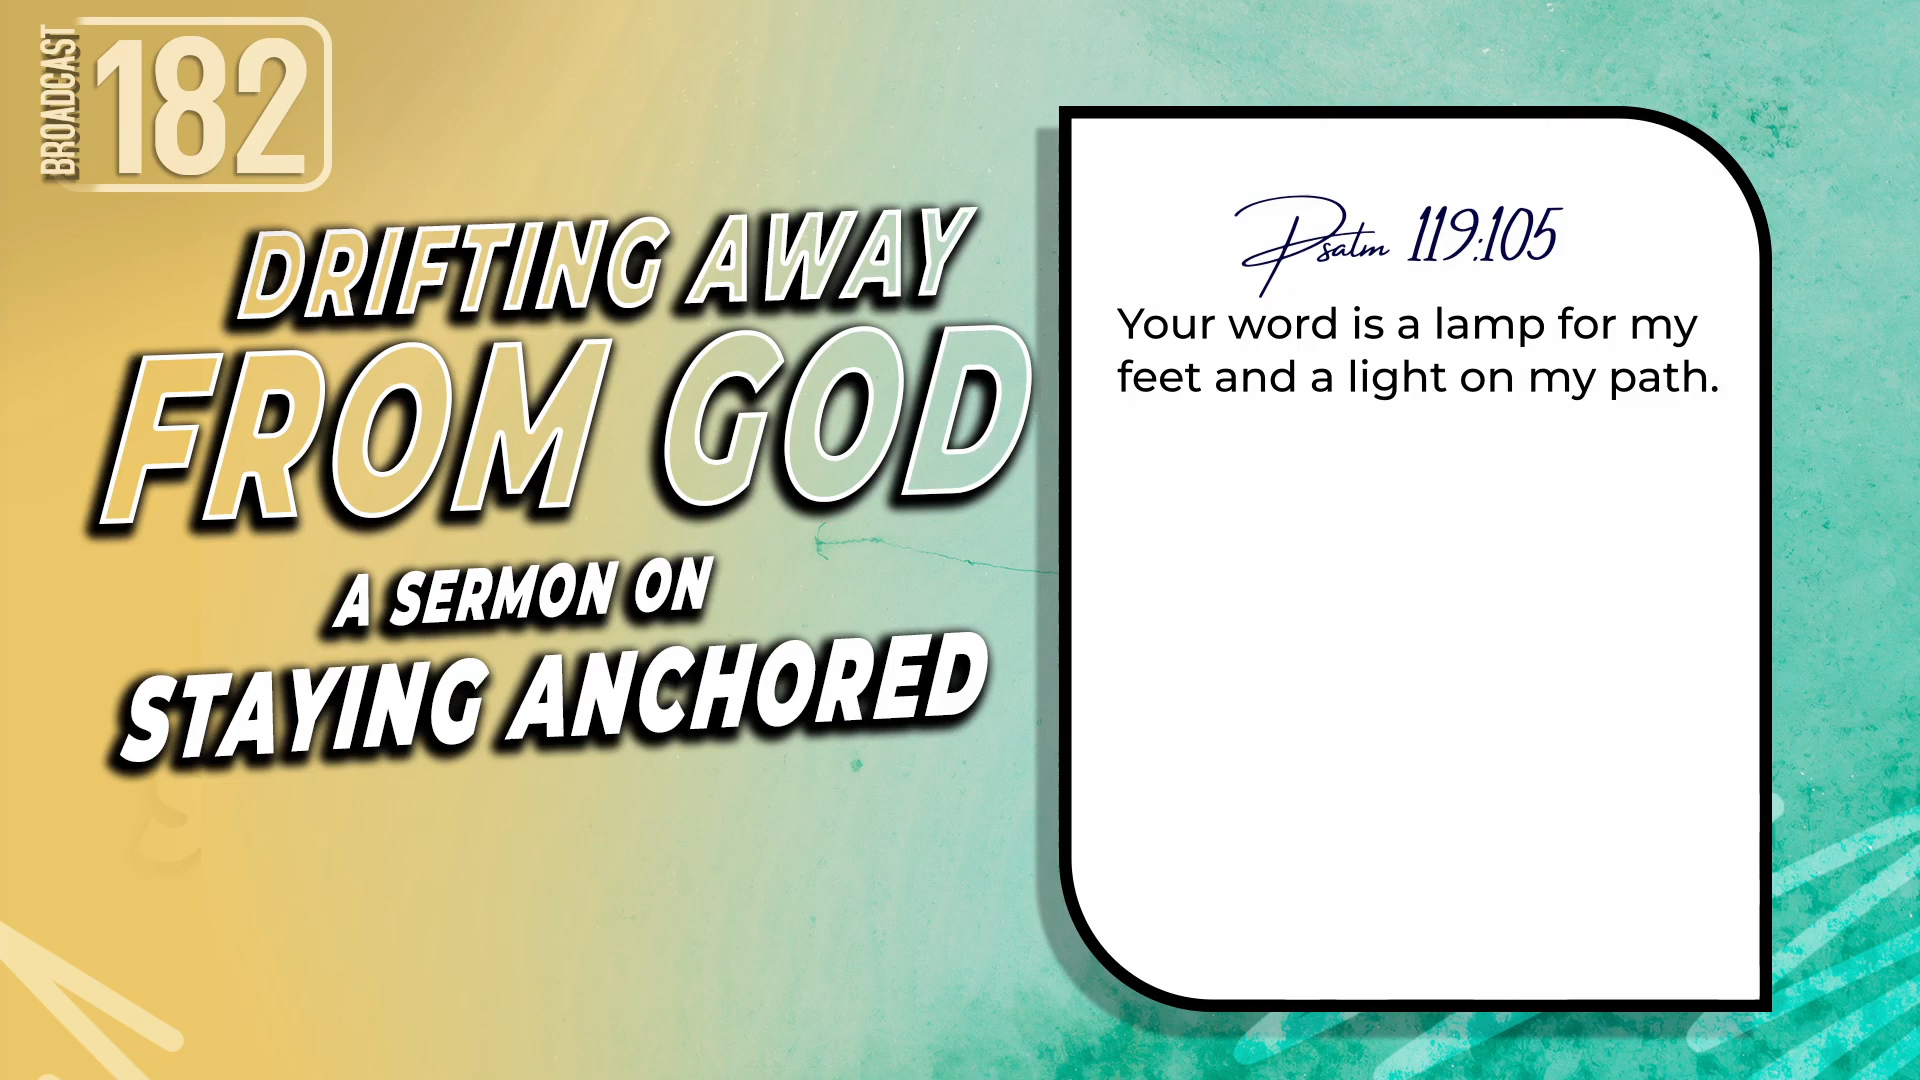 BROADCAST
182
DRIFTING AWAY
FROM GOD
A SERMON ON
STAYING ANCHORED
Psalm 119:105
Your word is a lamp for my
feet and a light on my path.